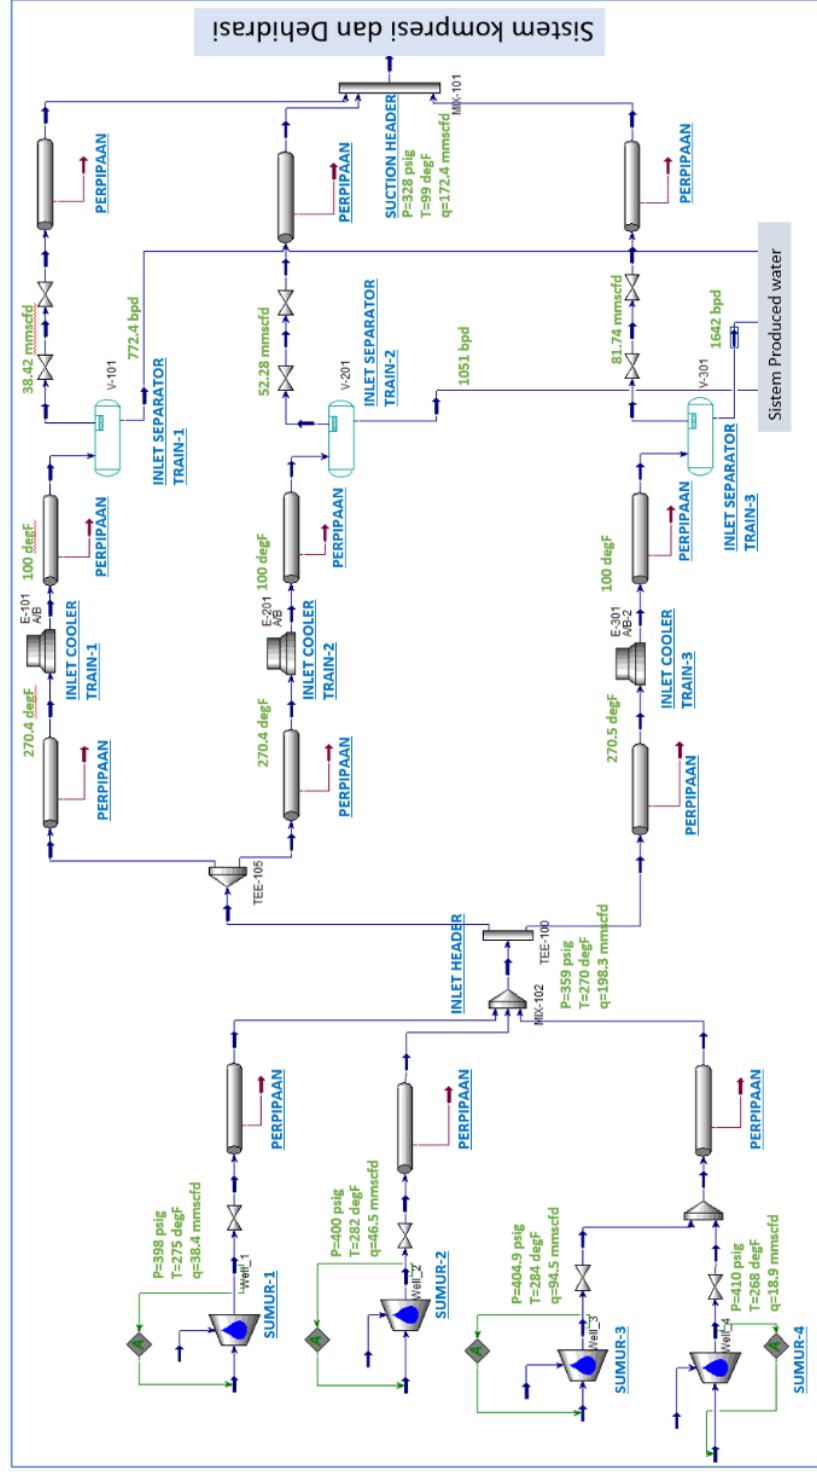 P=398 psig
T=275 degF
q=38.4 mmscfd
Well_1
SUMUR-1
PERPIPAAN
P=400 psig
T=282 degF
q=46.5 mmscfd
Well_2
SUMUR-2
PERPIPAAN
P=404.9 psig
T=284 degF
q=94.5 mmscfd
Well_3
SUMUR-3
P=410 psig
T=268 degF
q=18.9 mmscfd
Well_4
SUMUR-4
PERPIPAAN
A
A
A
A
INLET HEADER
MIX-102
TEE-100
P=359 psig
T=270 degF
q=198.3 mmscfd
TEE-105
PERPIPAAN
270.4 degF
E-101
A/B
INLET COOLER
TRAIN-1
100 degF
PERPIPAAN
V-101
INLET SEPARATOR
TRAIN-1
38.42 mmscfd
772.4 bpd
PERPIPAAN
PERPIPAAN
270.4 degF
E-201
A/B
INLET COOLER
TRAIN-2
100 degF
PERPIPAAN
V-201
INLET SEPARATOR
TRAIN-2
52.28 mmscfd
1051 bpd
PERPIPAAN
PERPIPAAN
270.5 degF
E-301
A/B-2
INLET COOLER
TRAIN-3
100 degF
PERPIPAAN
V-301
INLET SEPARATOR
TRAIN-3
81.74 mmscfd
1642 bpd
PERPIPAAN
SUCTION HEADER
P=328 psig
T=99 degF
q=172.4 mmscfd
MIX-101
Sistem Produced water
Sistem kompresi dan Dehidrasi